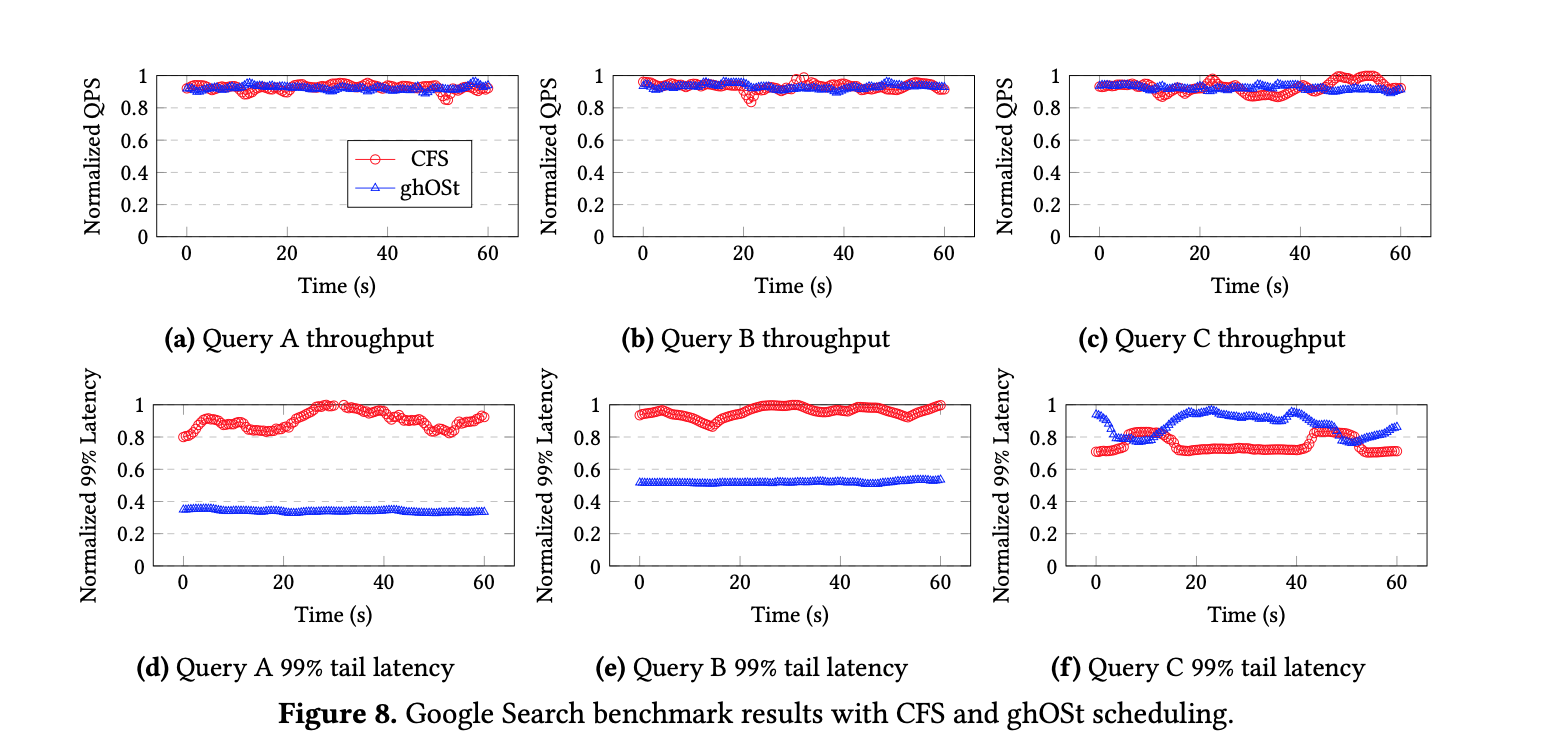 1
0.8
0.6
0.4
0.2
0
Normalized QPS
0 20 40 60
Time (s)
CFS
ghOSt
(a) Query A throughput
1
0.8
0.6
0.4
0.2
0
Normalized QPS
0 20 40 60
Time (s)
(b) Query B throughput
1
0.8
0.6
0.4
0.2
0
Normalized QPS
0 20 40 60
Time (s)
(c) Query C throughput
1
0.8
0.6
0.4
0.2
0
Normalized 99% Latency
0 20 40 60
Time (s)
(d) Query A 99% tail latency
1
0.8
0.6
0.4
0.2
0
Normalized 99% Latency
0 20 40 60
Time (s)
(e) Query B 99% tail latency
1
0.8
0.6
0.4
0.2
0
Normalized 99% Latency
0 20 40 60
Time (s)
(f) Query C 99% tail latency
Figure 8. Google Search benchmark results with CFS and ghOSt scheduling.